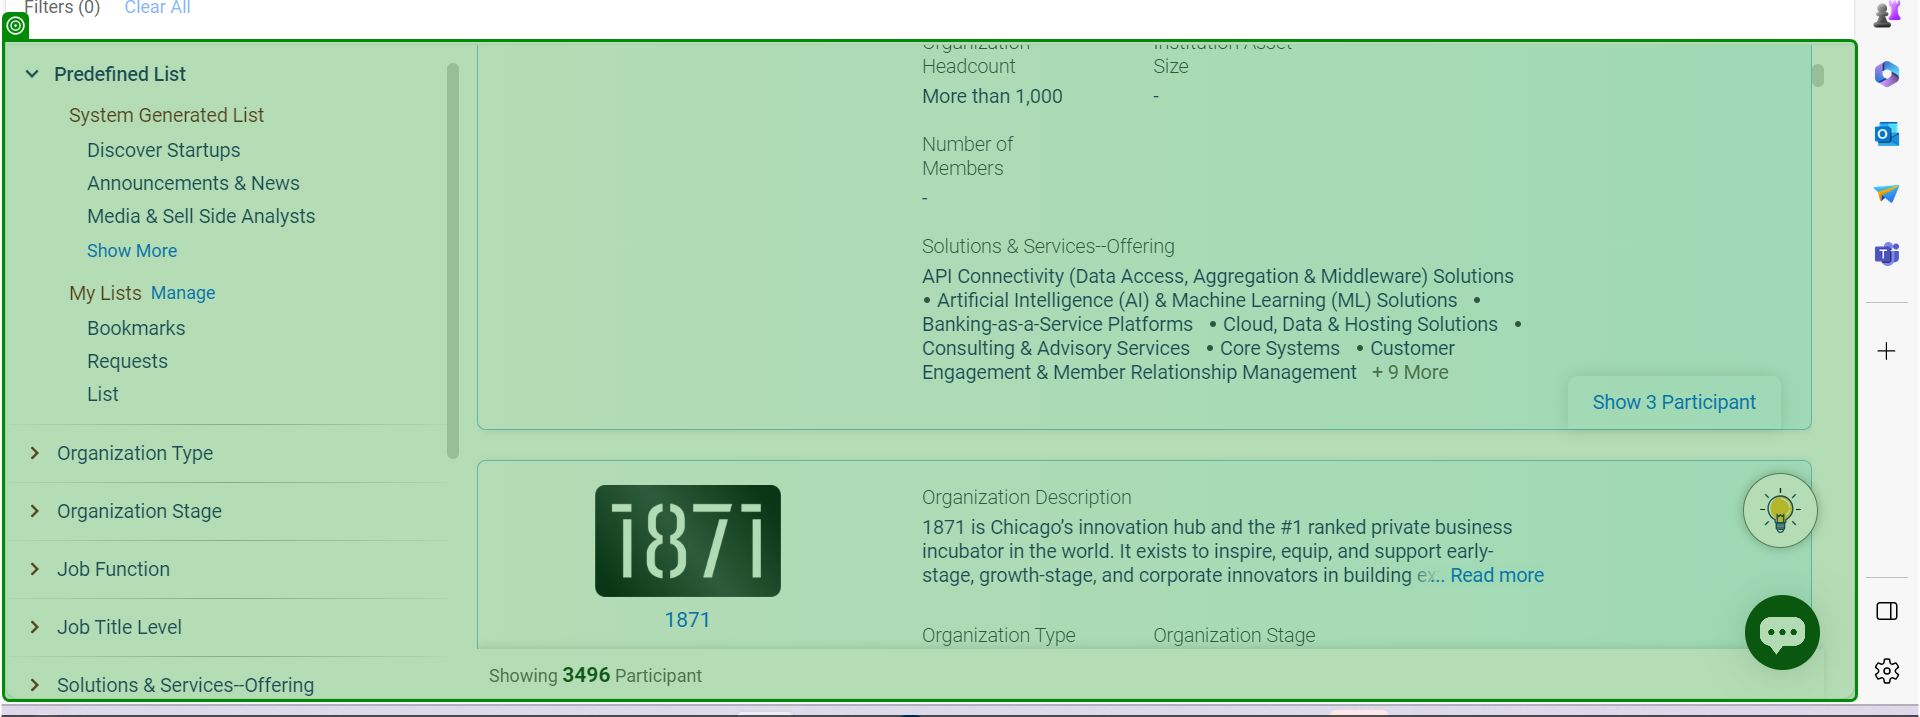 Filters (0) Clear All
Predefined List
System Generated List
Discover Startups
Announcements & News
Media & Sell Side Analysts
Show More
My Lists Manage
Bookmarks
Requests
List
Organization Type
Organization Stage
Job Function
Job Title Level
Solutions & Services--Offering
Organization Institution Asset
Headcount Size
More than 1,000 -
Number of
Members
-
Solutions & Services--Offering
API Connectivity (Data Access, Aggregation & Middleware) Solutions
• Artificial Intelligence (AI) & Machine Learning (ML) Solutions •
Banking-as-a-Service Platforms • Cloud, Data & Hosting Solutions •
Consulting & Advisory Services • Core Systems • Customer
Engagement & Member Relationship Management + 9 More
Show 3 Participant
1871
1871
Organization Description
1871 is Chicago's innovation hub and the #1 ranked private business
incubator in the world. It exists to inspire, equip, and support early-
stage, growth-stage, and corporate innovators in building ex... Read more
Organization Type Organization Stage
Showing 3496 Participant